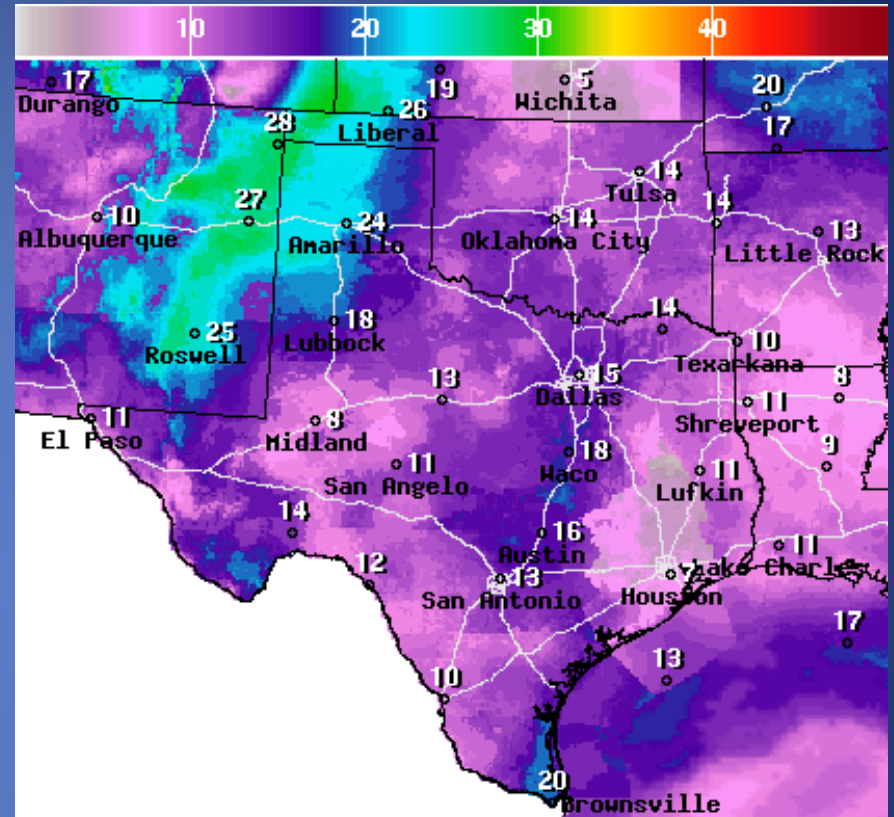 10 20 30 40
17 19 5 20
Durango Wichita
26
Liberal
28 17
14
Tulsa
10 27 24 14 14 13
Albuquerque Amarillo Oklahoma City Little Rock
18 14
25 10
Roswell Lubbock Texarkana
15
13 Dallas 8
11 8 11
El Paso Midland Shreveport
18 9
11 Waco 11
San Angelo Lufkin
14 16 11
Austin
12 13 7 Lake Charls
San Antonio Houston
17
10 13
20
Brownsville